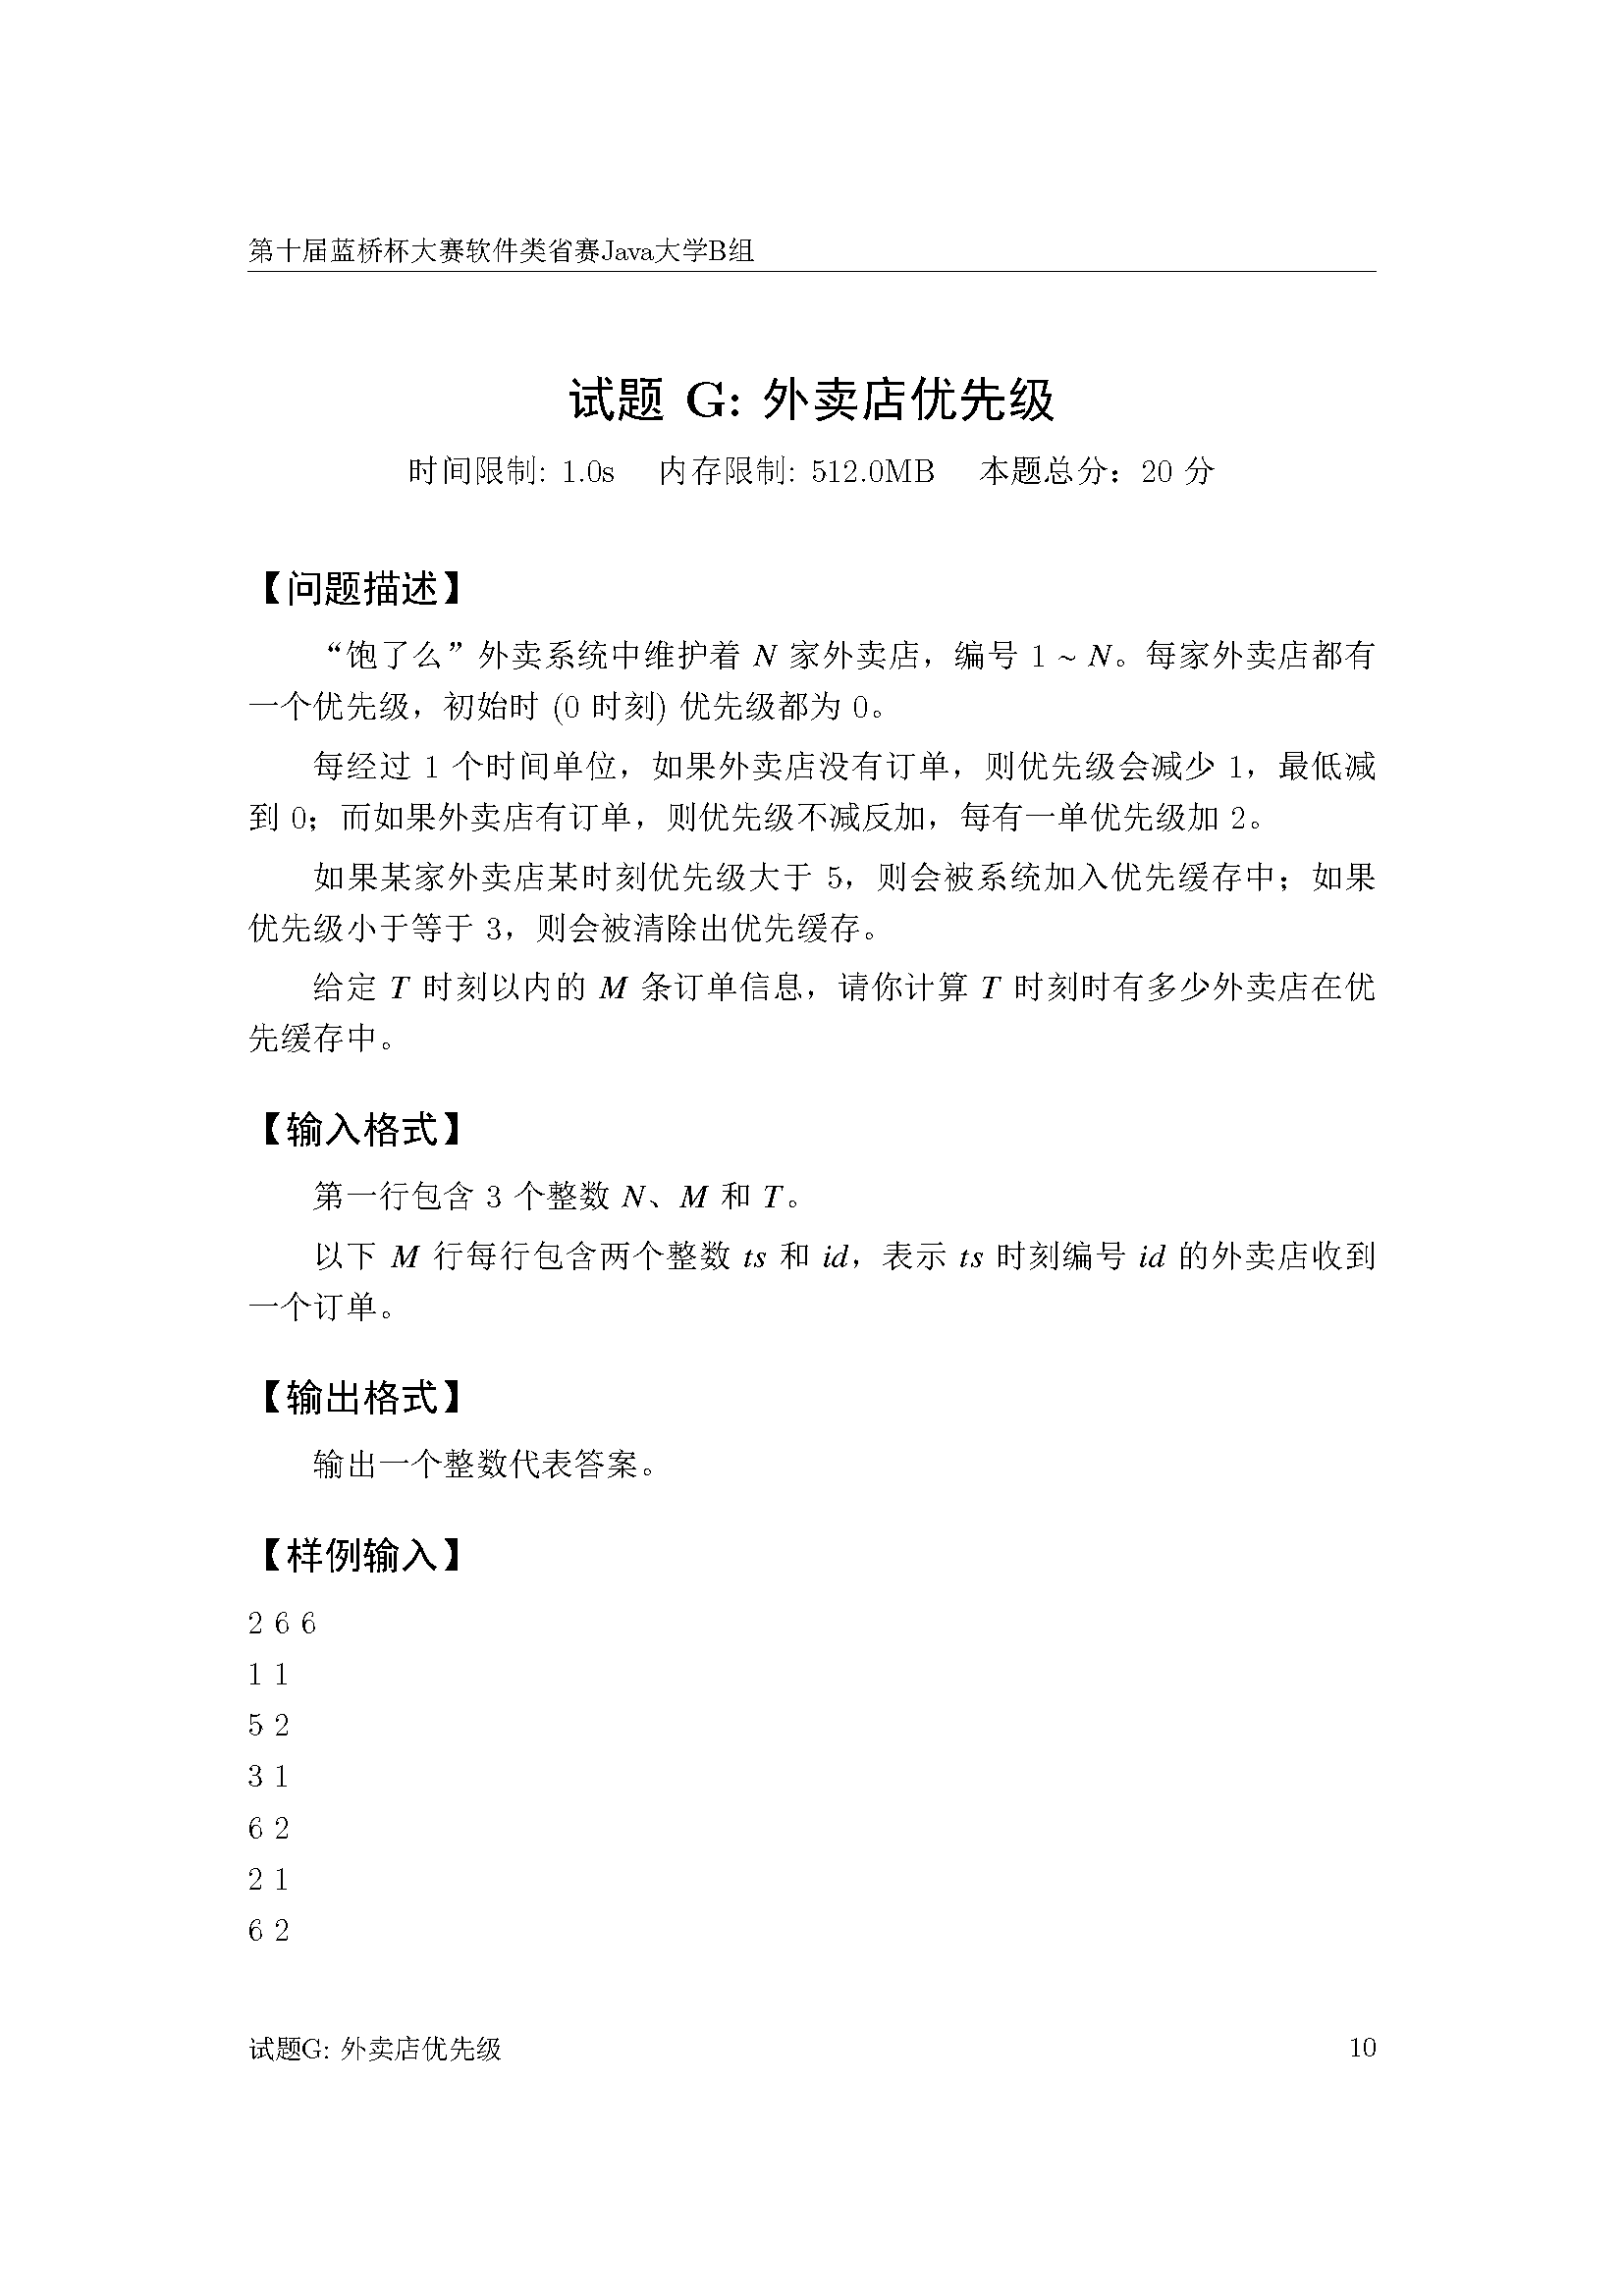 第十届蓝桥杯大赛软件类省赛Java大学B组
试题 G: 外卖店优先级
时间限制: 1.0s 内存限制: 512.0MB 本题总分：20 分
【问题描述】
“饱了么”外卖系统中维护着 N 家外卖店，编号 1 ~ N。每家外卖店都有
一个优先级，初始时 (0 时刻) 优先级都为 0。
每经过 1 个时间单位，如果外卖店没有订单，则优先级会减少 1，最低减
到 0；而如果外卖店有订单，则优先级不减反加，每有一单优先级加 2。
如果某家外卖店某时刻优先级大于 5，则会被系统加入优先缓存中；如果
优先级小于等于 3，则会被清除出优先缓存。
给定 T 时刻以内的 M 条订单信息，请你计算 T 时刻时有多少外卖店在优
先缓存中。
【输入格式】
第一行包含 3 个整数 N、M 和 T。
以下 M 行每行包含两个整数 ts 和 id，表示 ts 时刻编号 id 的外卖店收到
一个订单。
【输出格式】
输出一个整数代表答案。
【样例输入】
2 6 6
1 1
5 2
3 1
6 2
2 1
6 2
试题G: 外卖店优先级 10